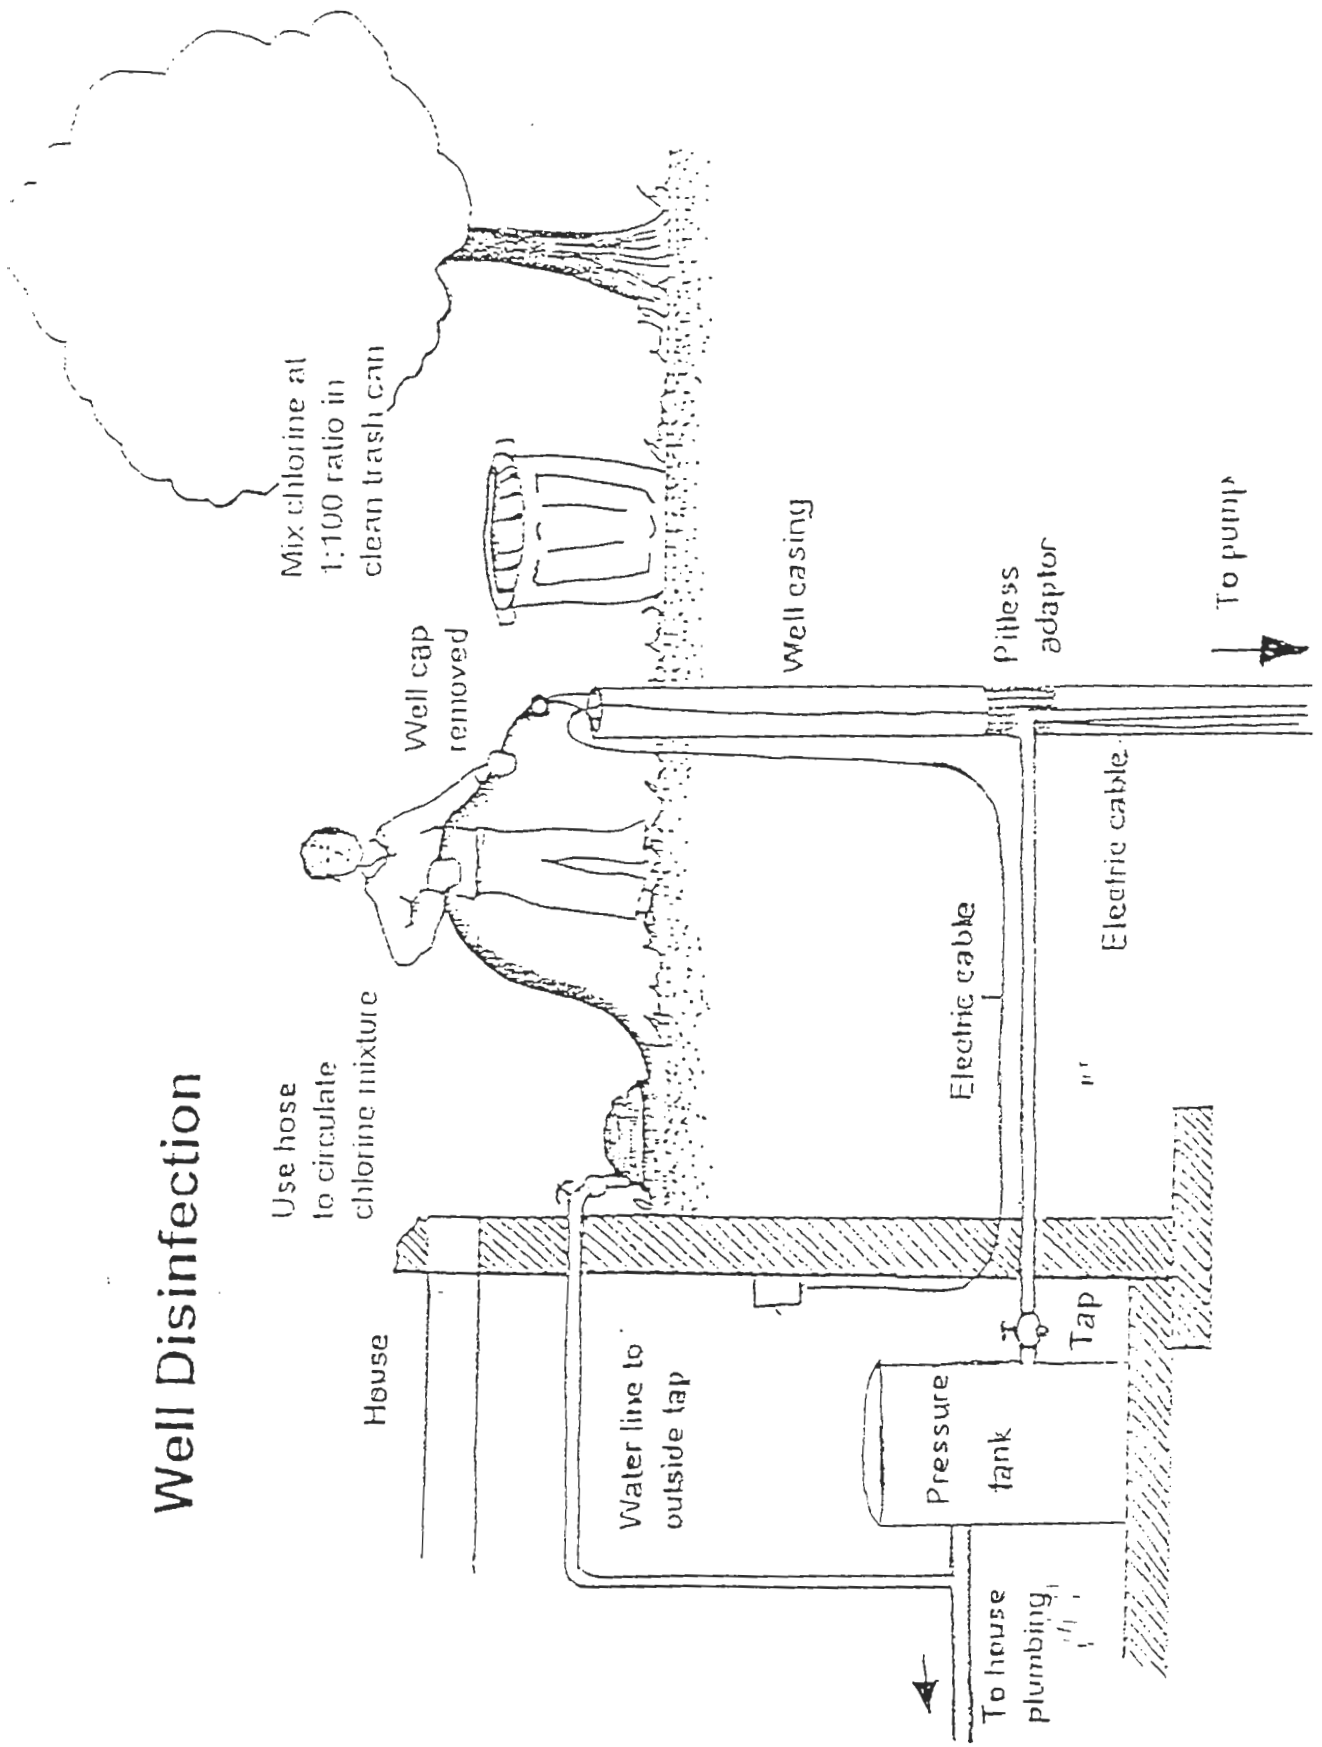 Well Disinfection
Use hose
to circulate
chlorine mixture
Mix chlorine at
1:100 ratio in
clean trash can
House
Well cap
removed
Water line to
outside tap
Well casing
Pressure
tank
Electric cable
Pitless
adaptor
Tap
Electric cable
To house
plumbing
To pump